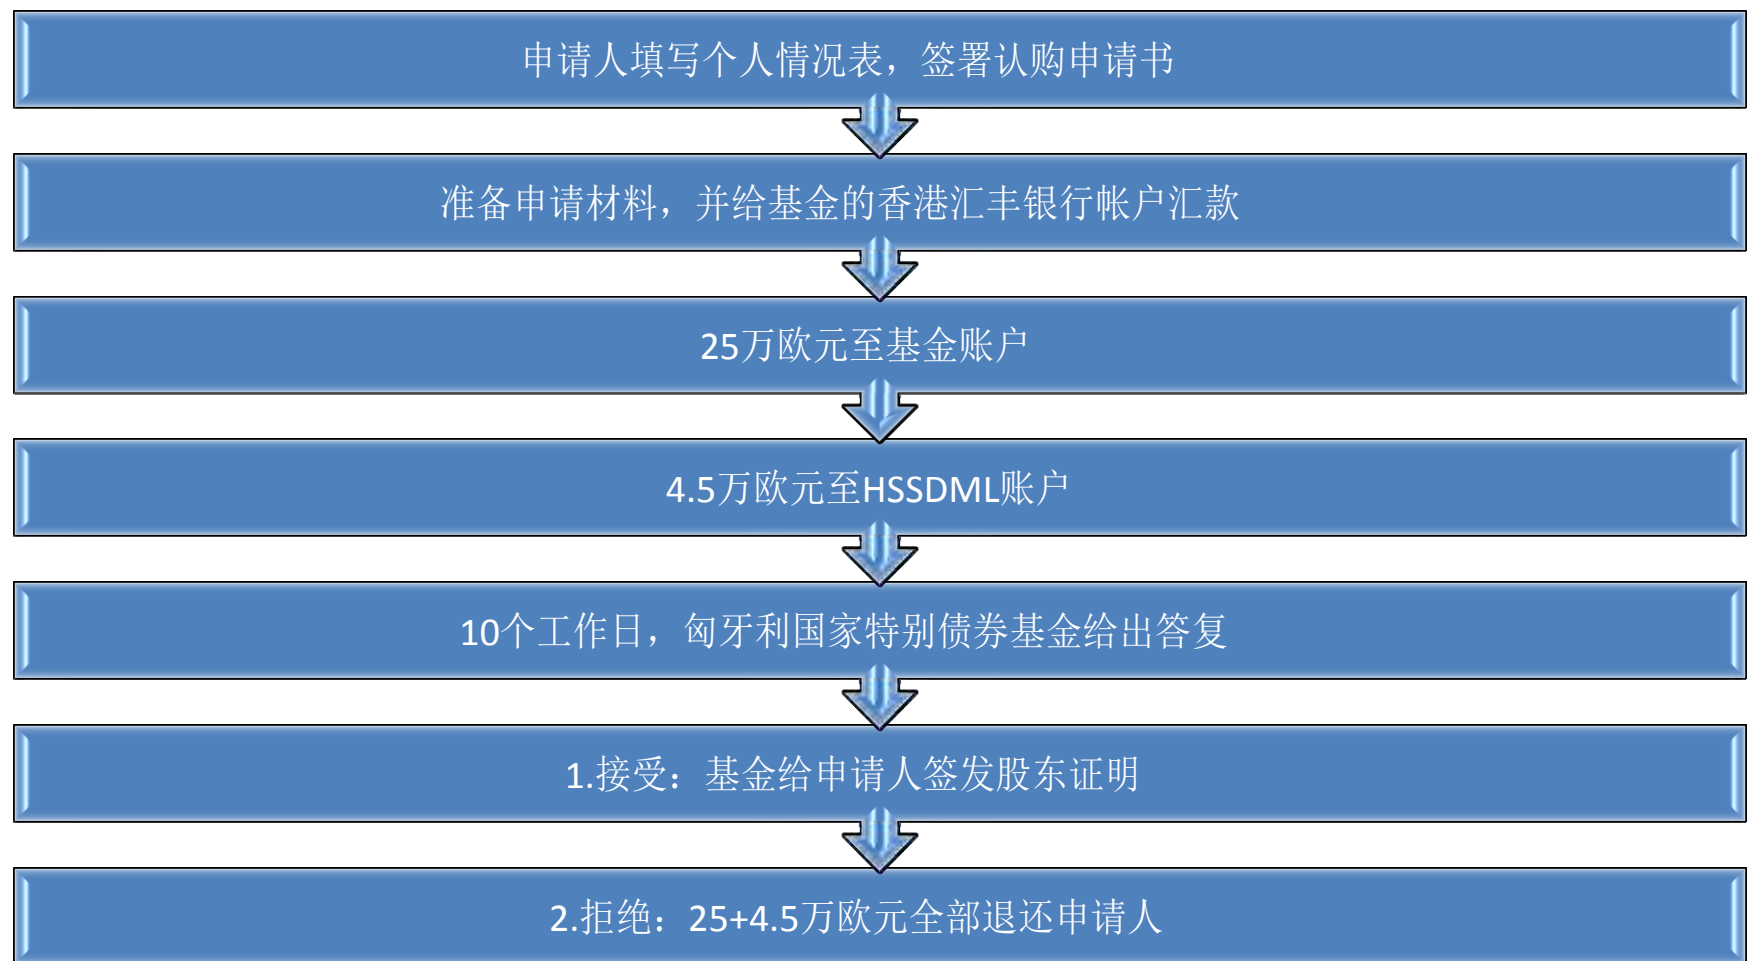 申请人填写个人情况表，签署认购申请书
准备申请材料，并给基金的香港汇丰银行帐户汇款
25万欧元至基金账户
4.5万欧元至HSSDML账户
10个工作日，匈牙利国家特别债券基金给出答复
1.接受：基金给申请人签发股东证明
2.拒绝：25+4.5万欧元全部退还申请人